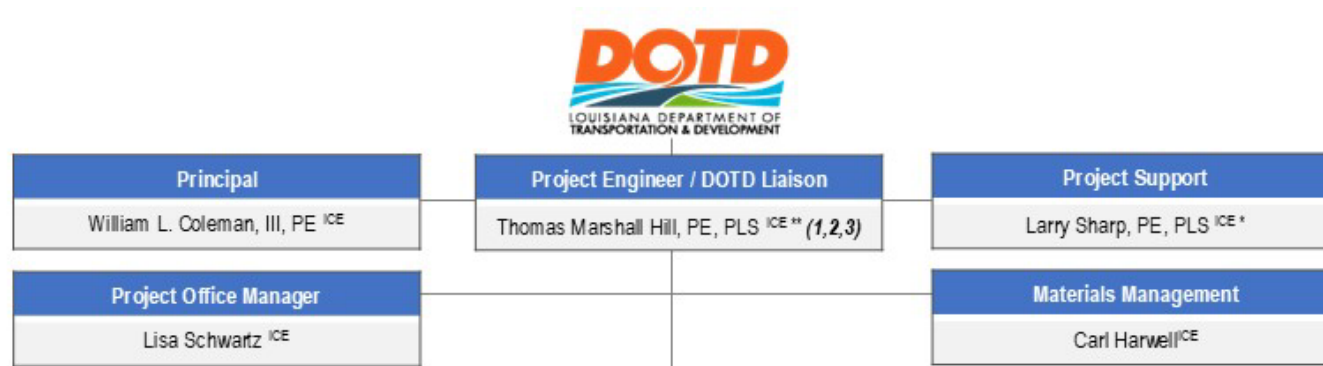 DOTD
LOUISIANA DEPARTMENT OF
TRANSPORTATION & DEVELOPMENT
Principal
William L. Coleman, III, PE ICE
Project Engineer / DOTD Liaison
Thomas Marshall Hill, PE, PLS ICE ** (1,2,3)
Project Support
Larry Sharp, PE, PLS ICE *
Project Office Manager
Lisa Schwartz ICE
Materials Management
Carl HarwellICE